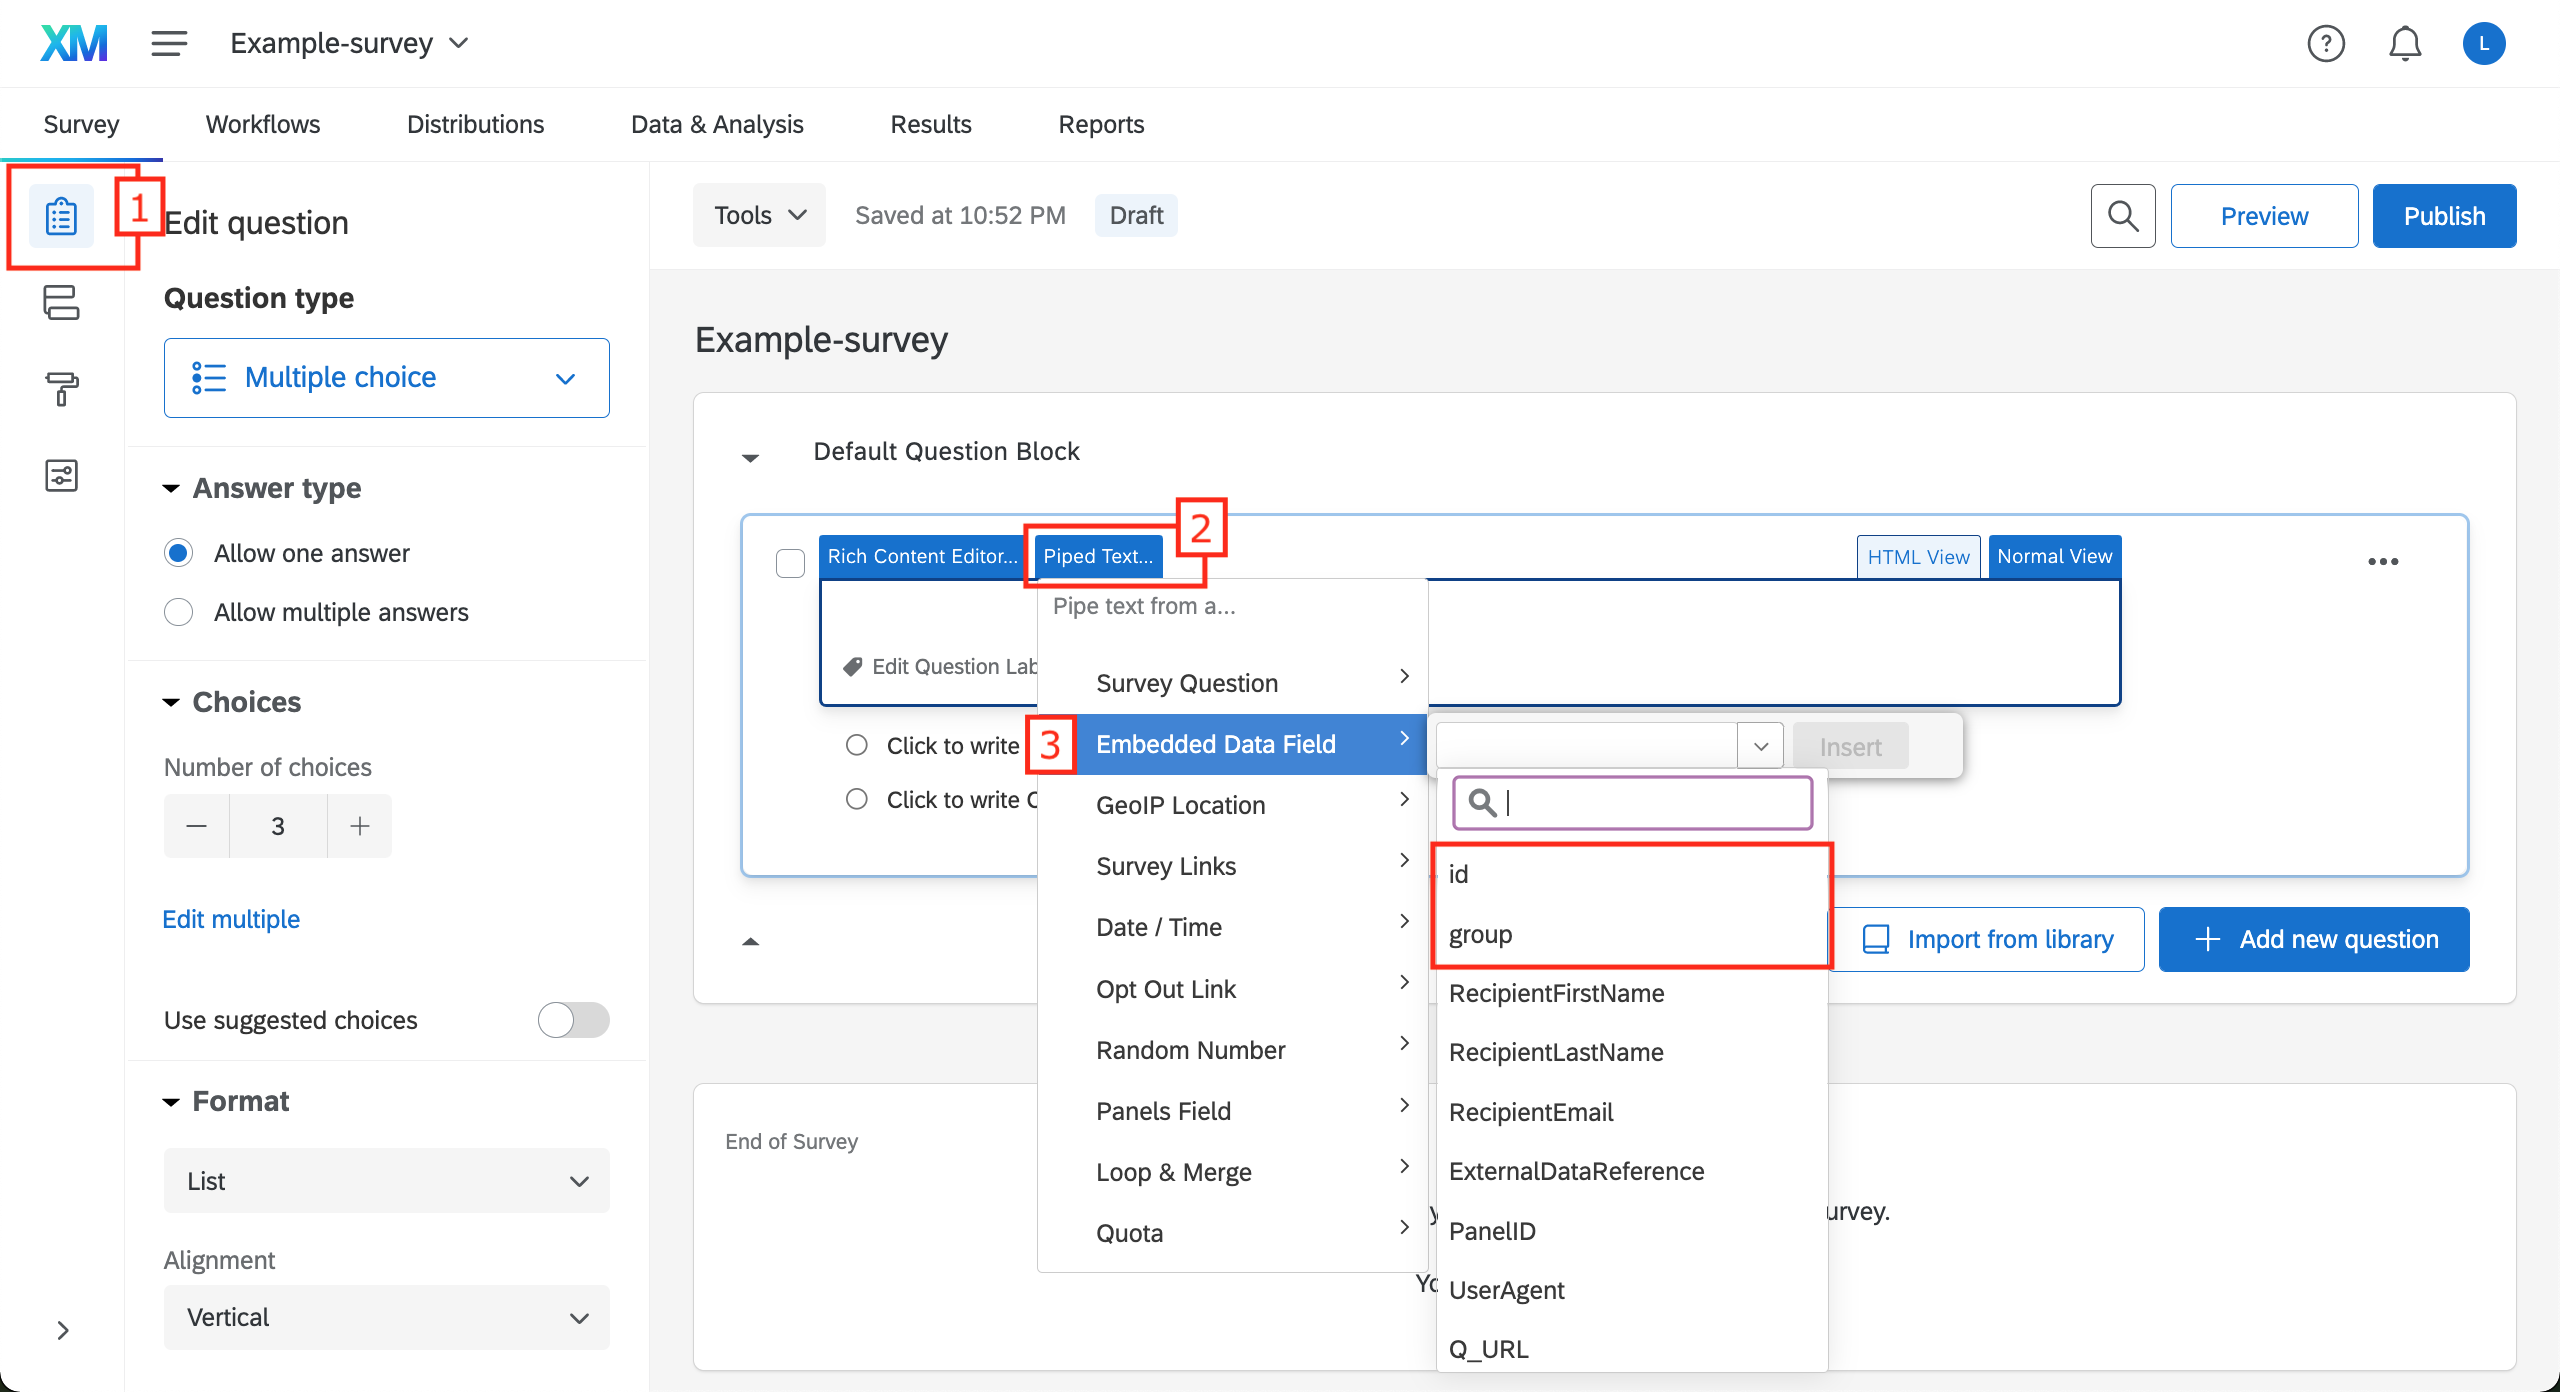 XM
Example-survey
L
Survey
Workflows
Distributions
Data & Analysis
Results
Reports
1
Edit question
Tools
Saved at 10:52 PM
Draft
Preview
Publish
Question type
Multiple choice
Answer type
Allow one answer
Allow multiple answers
Choices
Number of choices
3
Edit multiple
Use suggested choices
Format
List
Alignment
Vertical
Example-survey
Default Question Block
2
Rich Content Editor...
Piped Text...
HTML View
Normal View
Edit Question Lab
Click to write
Click to write C
Pipe text from a...
Survey Question
3
Embedded Data Field
GeoIP Location
Survey Links
Date / Time
Opt Out Link
Random Number
Panels Field
Loop & Merge
Quota
Insert
id
group
RecipientFirstName
RecipientLastName
RecipientEmail
ExternalDataReference
PanelID
UserAgent
Q_URL
Import from library
Add new question
End of Survey
urvey.
Yo